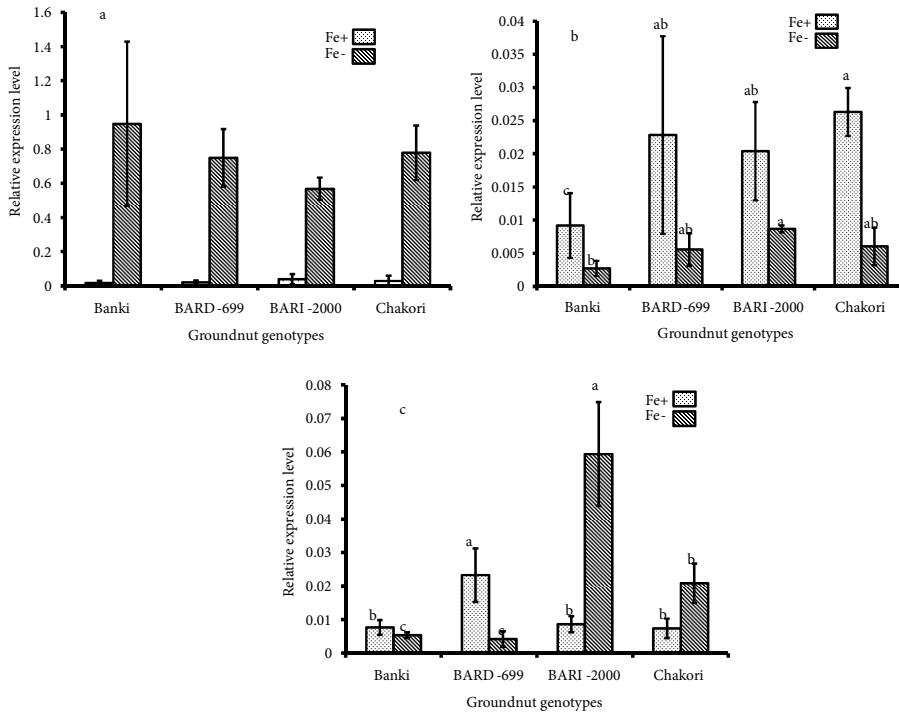 a
Relative expression level
1.6
1.4
1.2
1
0.8
0.6
0.4
0.2
0
Fe+
Fe-
Banki
BARD-699
BARI-2000
Chakori
Groundnut genotypes
b
Relative expression level
0.04
0.035
0.03
0.025
0.02
0.015
0.01
0.005
0
Fe+
Fe-
c
b
ab
ab
ab
a
a
ab
Banki
BARD-699
BARI-2000
Chakori
Groundnut genotypes
c
Relative expression level
0.08
0.07
0.06
0.05
0.04
0.03
0.02
0.01
0
Fe+
Fe-
b
c
a
c
b
a
b
b
Banki
BARD-699
BARI-2000
Chakori
Groundnut genotypes